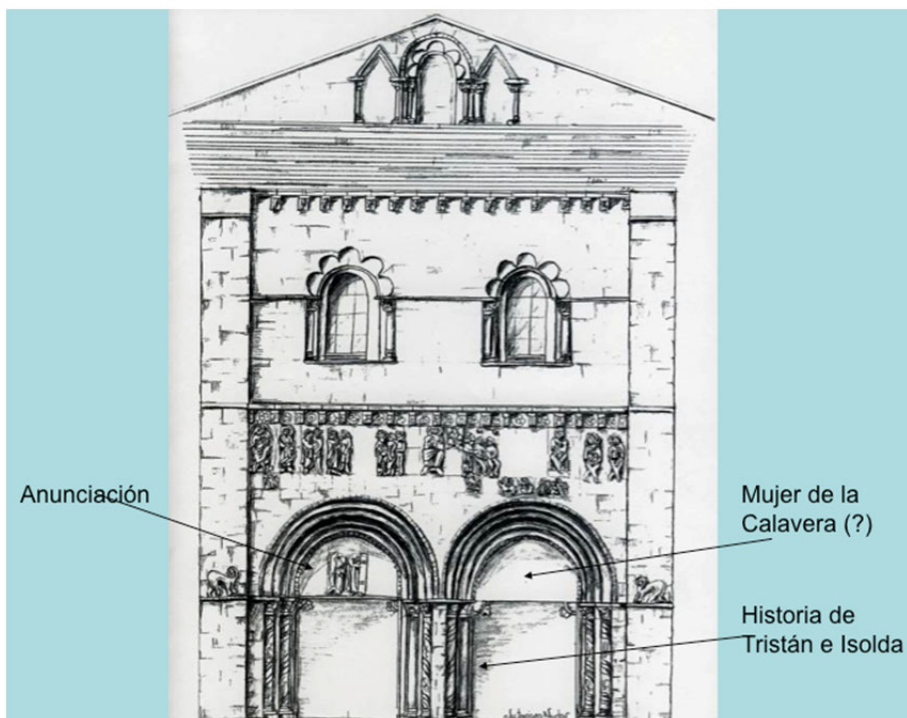 Anunciación
Mujer de la
Calavera (?)
Historia de
Tristán e Isolda